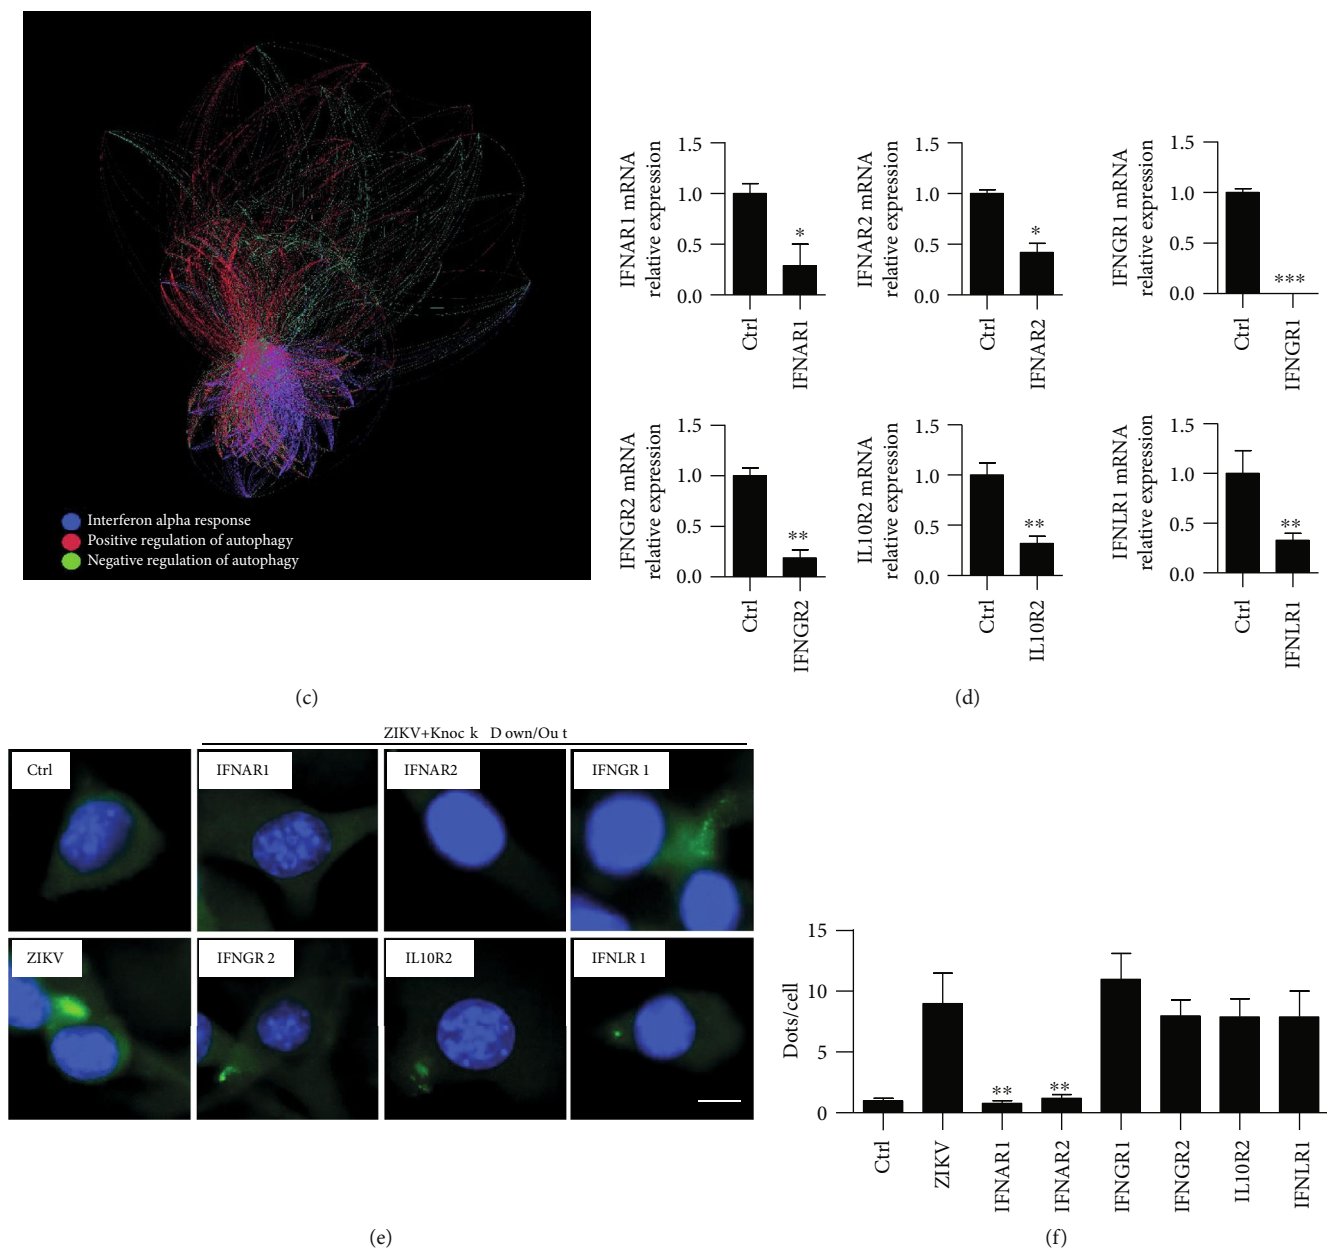 Interferon alpha response
Positive regulation of autophagy
Negative regulation of autophagy
(c)
IFNAR1 mRNA
relative expression
1.5
1.0
0.5
0.0
*
Ctrl
IFNAR1
IFNAR2 mRNA
relative expression
1.5
1.0
0.5
0.0
*
Ctrl
IFNAR2
IFNGR1 mRNA
relative expression
1.5
1.0
0.5
0.0
***
Ctrl
IFNGR1
IFNGR2 mRNA
relative expression
1.5
1.0
0.5
0.0
**
Ctrl
IFNGR2
IL10R2 mRNA
relative expression
1.5
1.0
0.5
0.0
**
Ctrl
IL10R2
IFNLR1 mRNA
relative expression
1.5
1.0
0.5
0.0
**
Ctrl
IFNLR1
(d)
ZIKV+Knoc k D own/Ou t
Ctrl
IFNAR1
IFNAR2
IFNGR 1
ZIKV
IFNGR 2
IL10R2
IFNLR 1
(e)
Dots/cell
15
10
5
0
**
**
Ctrl
ZIKV
IFNAR1
IFNAR2
IFNGR1
IFNGR2
IL10R2
IFNLR1
(f)